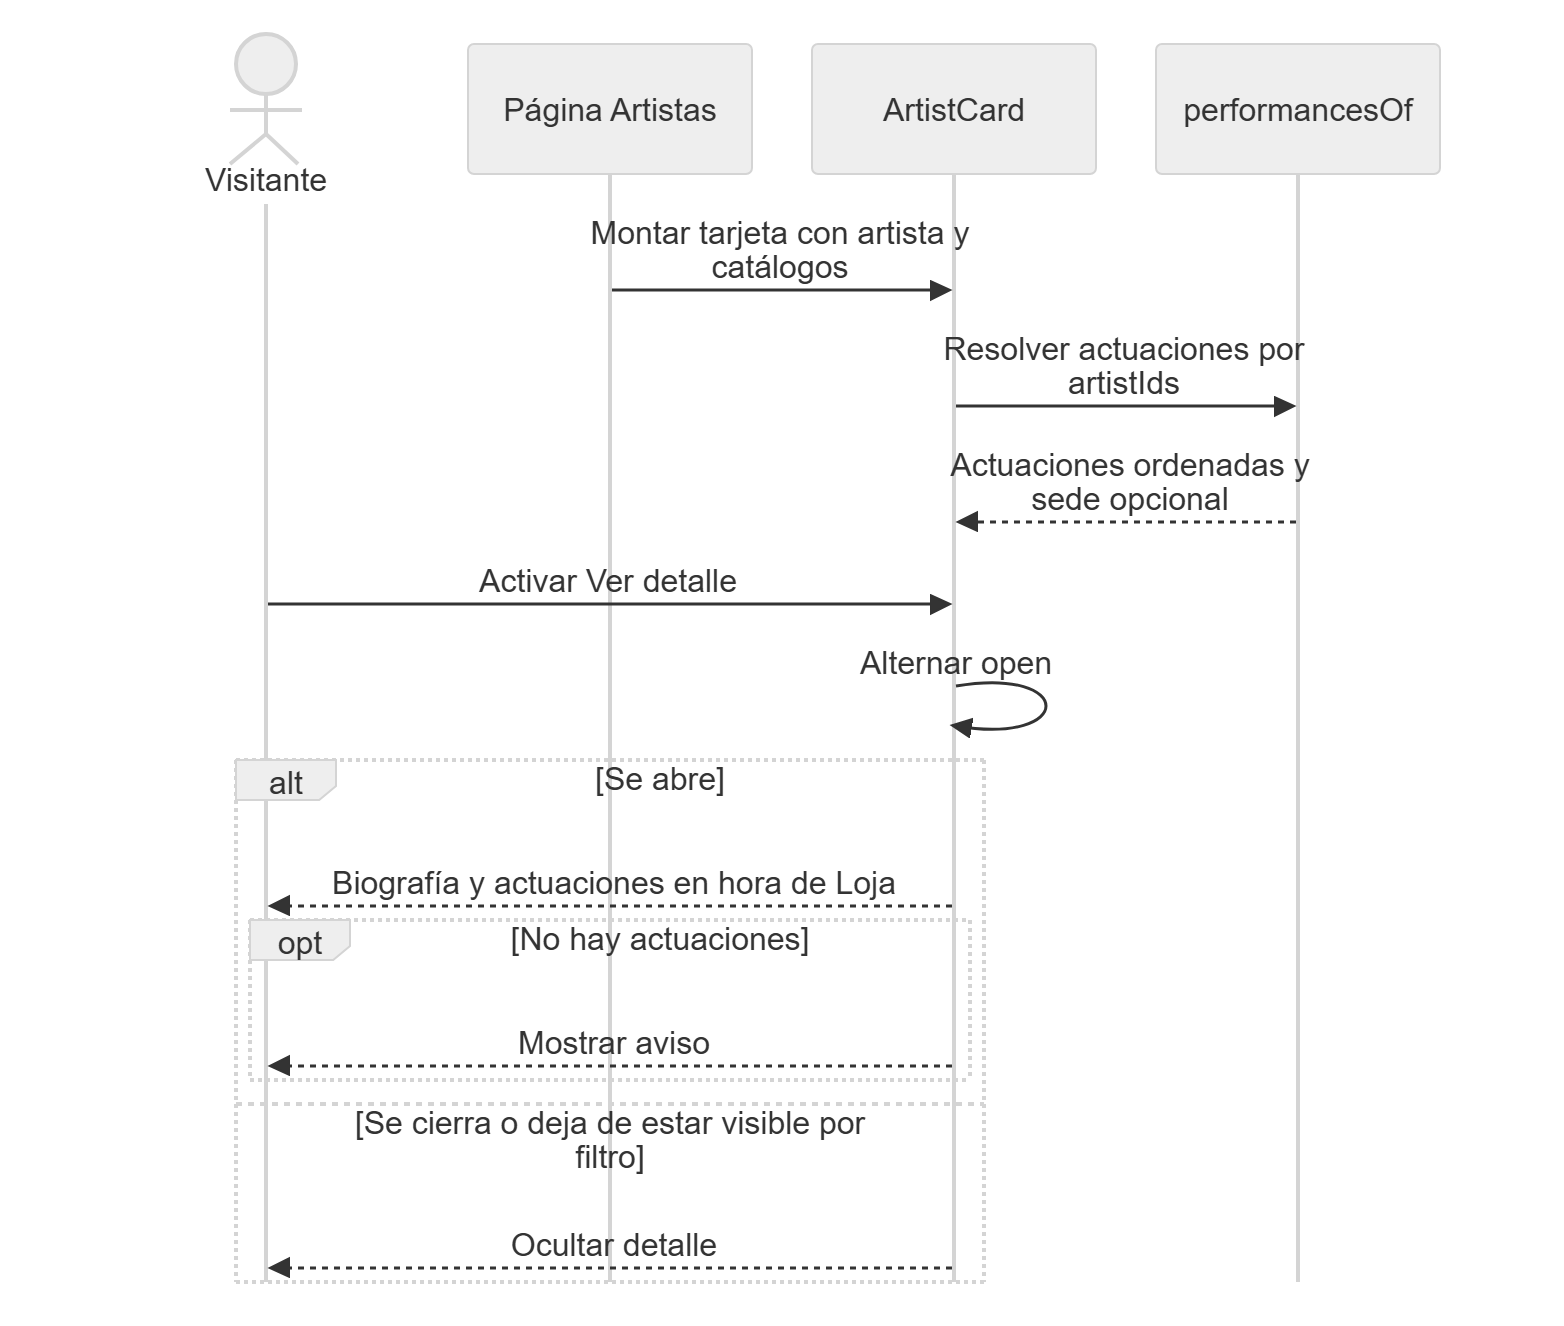 Visitante
Página Artistas
ArtistCard
performancesOf
Montar tarjeta con artista y
catálogos
Resolver actuaciones por
artistIds
Actuaciones ordenadas y
sede opcional
Activar Ver detalle
Alternar open
alt
[Se abre]
Biografía y actuaciones en hora de Loja
opt
[No hay actuaciones]
Mostrar aviso
[Se cierra o deja de estar visible por
filtro]
Ocultar detalle